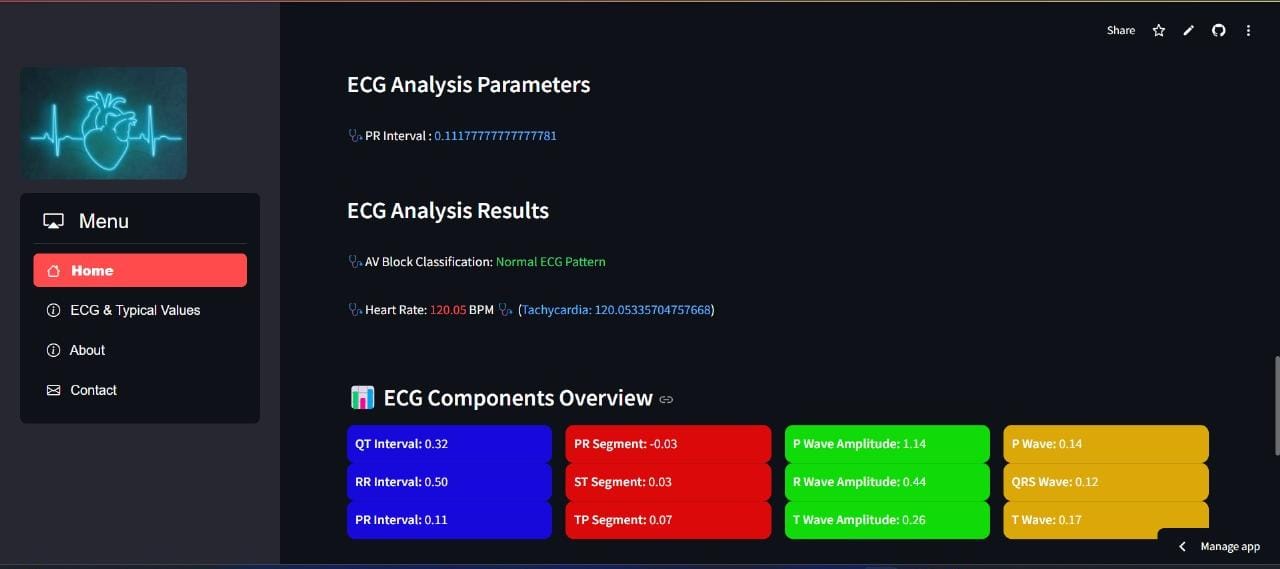 Share
Menu
Home
ECG & Typical Values
About
Contact
ECG Analysis Parameters
PR Interval : 0.11177777777777781
ECG Analysis Results
AV Block Classification: Normal ECG Pattern
Heart Rate: 120.05 BPM (Tachycardia: 120.05335704757668)
ECG Components Overview
QT Interval: 0.32
RR Interval: 0.50
PR Interval: 0.11
PR Segment: -0.03
ST Segment: 0.03
TP Segment: 0.07
P Wave Amplitude: 1.14
R Wave Amplitude: 0.44
T Wave Amplitude: 0.26
P Wave: 0.14
QRS Wave: 0.12
T Wave: 0.17
Manage app